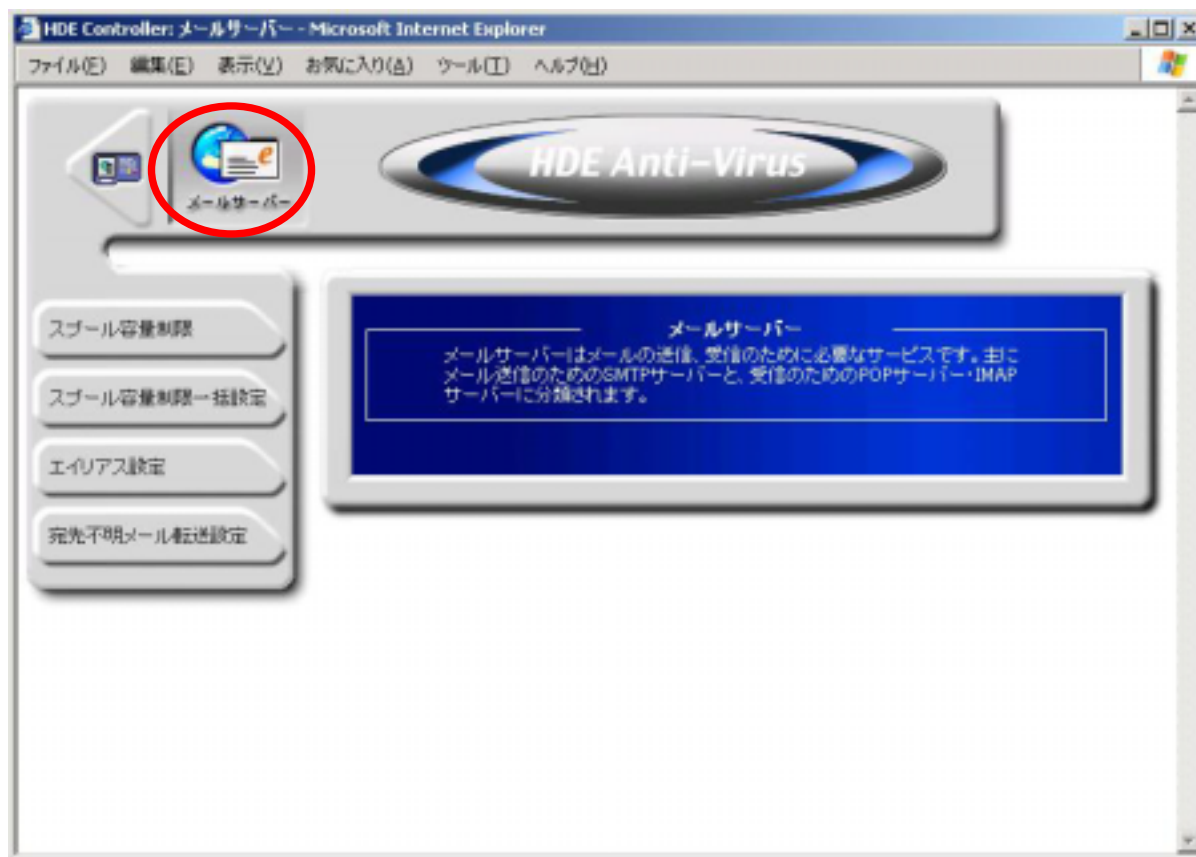 HDE Controller: メールサーバー - Microsoft Internet Explorer
ファイル(F) 編集(E) 表示(V) お気に入り(A) ツール(T) ヘルプ(H)
メールサーバー
HDE Anti-Virus
スプール容量制限
スプール容量制限一括設定
エイリアス設定
宛先不明メール転送設定
メールサーバー
メールサーバーはメールの送信、受信のために必要なサービスです。主に
メール送信のためのSMTPサーバーと、受信のためのPOPサーバー・IMAP
サーバーに分類されます。